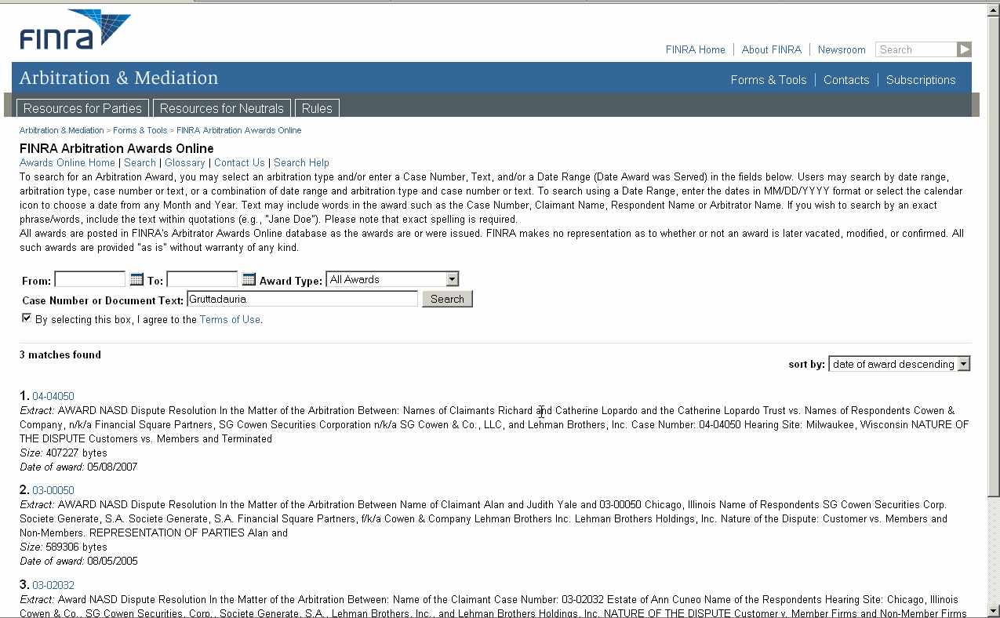 FINra
FINRA Home | About FINRA | Newsroom Search
Arbitration & Mediation
Forms & Tools | Contacts | Subscriptions
Resources for Parties Resources for Neutrals Rules
Arbitration & Mediation > Forms & Tools > FINRA Arbitration Awards Online
FINRA Arbitration Awards Online
Awards Online Home | Search | Glossary | Contact Us | Search Help
To search for an Arbitration Award, you may select an arbitration type and/or enter a Case Number, Text, and/or a Date Range (Date Award was Served) in the fields below. Users may search by date range,
arbitration type, case number or text, or a combination of date range and arbitration type and case number or text. To search using a Date Range, enter the dates in MM/DD/YYYY format or select the calendar
icon to choose a date from any Month and Year. Text may include words in the award such as the Case Number, Claimant Name, Respondent Name or Arbitrator Name. If you wish to search by an exact
phrase/words, include the text within quotations (e.g., "Jane Doe"). Please note that exact spelling is required.
All awards are posted in FINRA's Arbitrator Awards Online database as the awards are or were issued. FINRA makes no representation as to whether or not an award is later vacated, modified, or confirmed. All
such awards are provided "as is" without warranty of any kind.
From: To: Award Type: All Awards
Case Number or Document Text: Gruttadauria Search
By selecting this box, I agree to the Terms of Use.
3 matches found
sort by: date of award descending
1. 04-04050
Extract: AWARD NASD Dispute Resolution In the Matter of the Arbitration Between: Names of Claimants Richard and Catherine Lopardo and the Catherine Lopardo Trust vs. Names of Respondents Cowen &
Company, n/k/a Financial Square Partners, SG Cowen Securities Corporation n/k/a SG Cowen & Co., LLC, and Lehman Brothers, Inc. Case Number: 04-04050 Hearing Site: Milwaukee, Wisconsin NATURE OF
THE DISPUTE Customers vs. Members and Terminated
Size: 407227 bytes
Date of award: 05/08/2007
2. 03-00050
Extract: AWARD NASD Dispute Resolution In the Matter of the Arbitration Between Name of Claimant Alan and Judith Yale and 03-00050 Chicago, Illinois Name of Respondents SG Cowen Securities Corp.
Societe Generate, S.A. Societe Generate, S.A. Financial Square Partners, f/k/a Cowen & Company Lehman Brothers Inc. Lehman Brothers Holdings, Inc. Nature of the Dispute: Customer vs. Members and
Non-Members. REPRESENTATION OF PARTIES Alan and
Size: 589306 bytes
Date of award: 08/05/2005
3. 03-02032
Extract: Award NASD Dispute Resolution In the Matter of the Arbitration Between: Name of the Claimant Case Number: 03-02032 Estate of Ann Cuneo Name of the Respondents Hearing Site: Chicago, Illinois
Cowen & Co., SG Cowen Securities, Corp., Societe Generate, S.A., Lehman Brothers, Inc., and Lehman Brothers Holdings, Inc. NATURE OF THE DISPUTE Customer v. Member Firms and Non-Member Firms